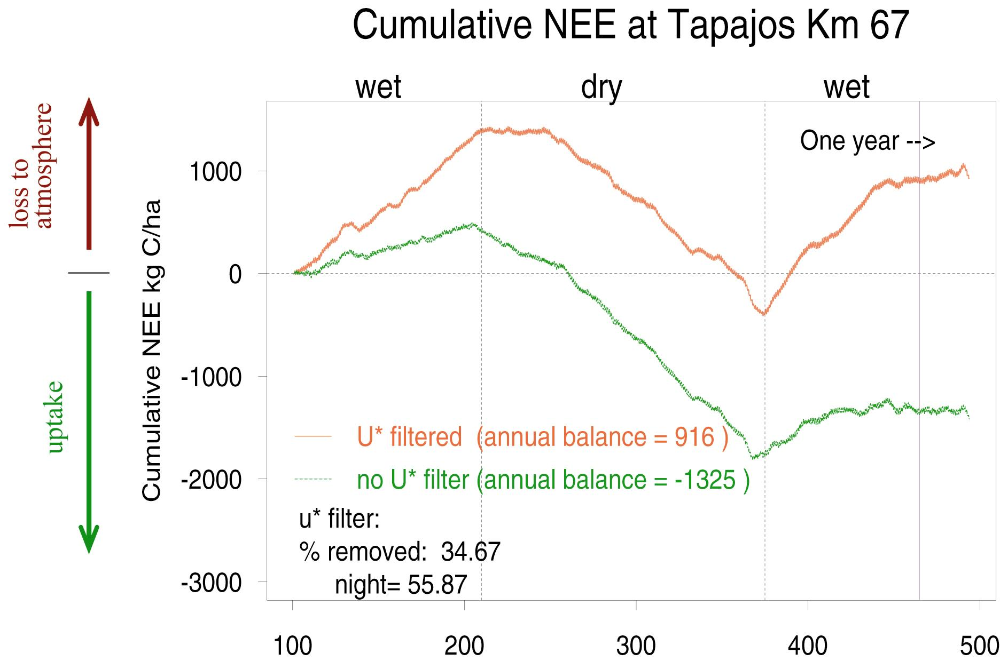 Cumulative NEE at Tapajos Km 67
wet dry wet
loss to
atmosphere
uptake
Cumulative NEE kg C/ha
One year -->
1000
0
-1000
-2000
-3000
U* filtered (annual balance = 916 )
no U* filter (annual balance = -1325 )
u* filter:
% removed: 34.67
night= 55.87
100 200 300 400 500